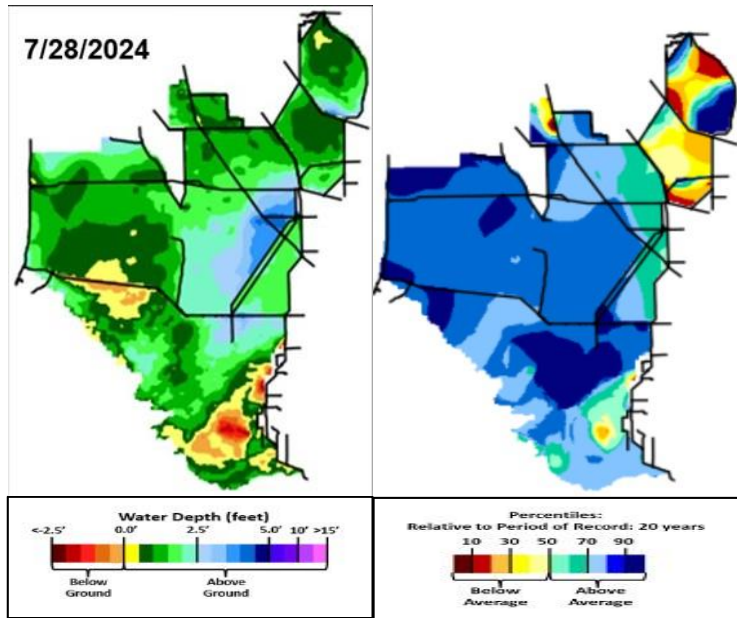 7/28/2024
Water Depth (feet)
<-2.5' 0.0' 2.5' 5.0' 10' >15'
Below
Ground
Above
Ground
Percentiles:
Relative to Period of Record: 20 years
10 30 50 70 90
Below
Average
Above
Average